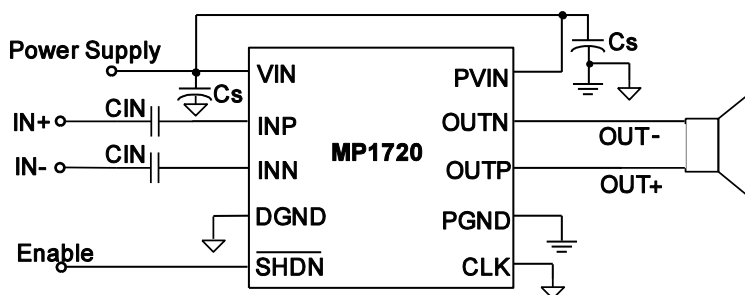 Power Supply
Cs
Cs
VIN
PVIN
CIN
IN+
INP
OUTN
OUT-
CIN
MP1720
IN-
INN
OUTP
OUT+
DGND
PGND
Enable
SHDN
CLK